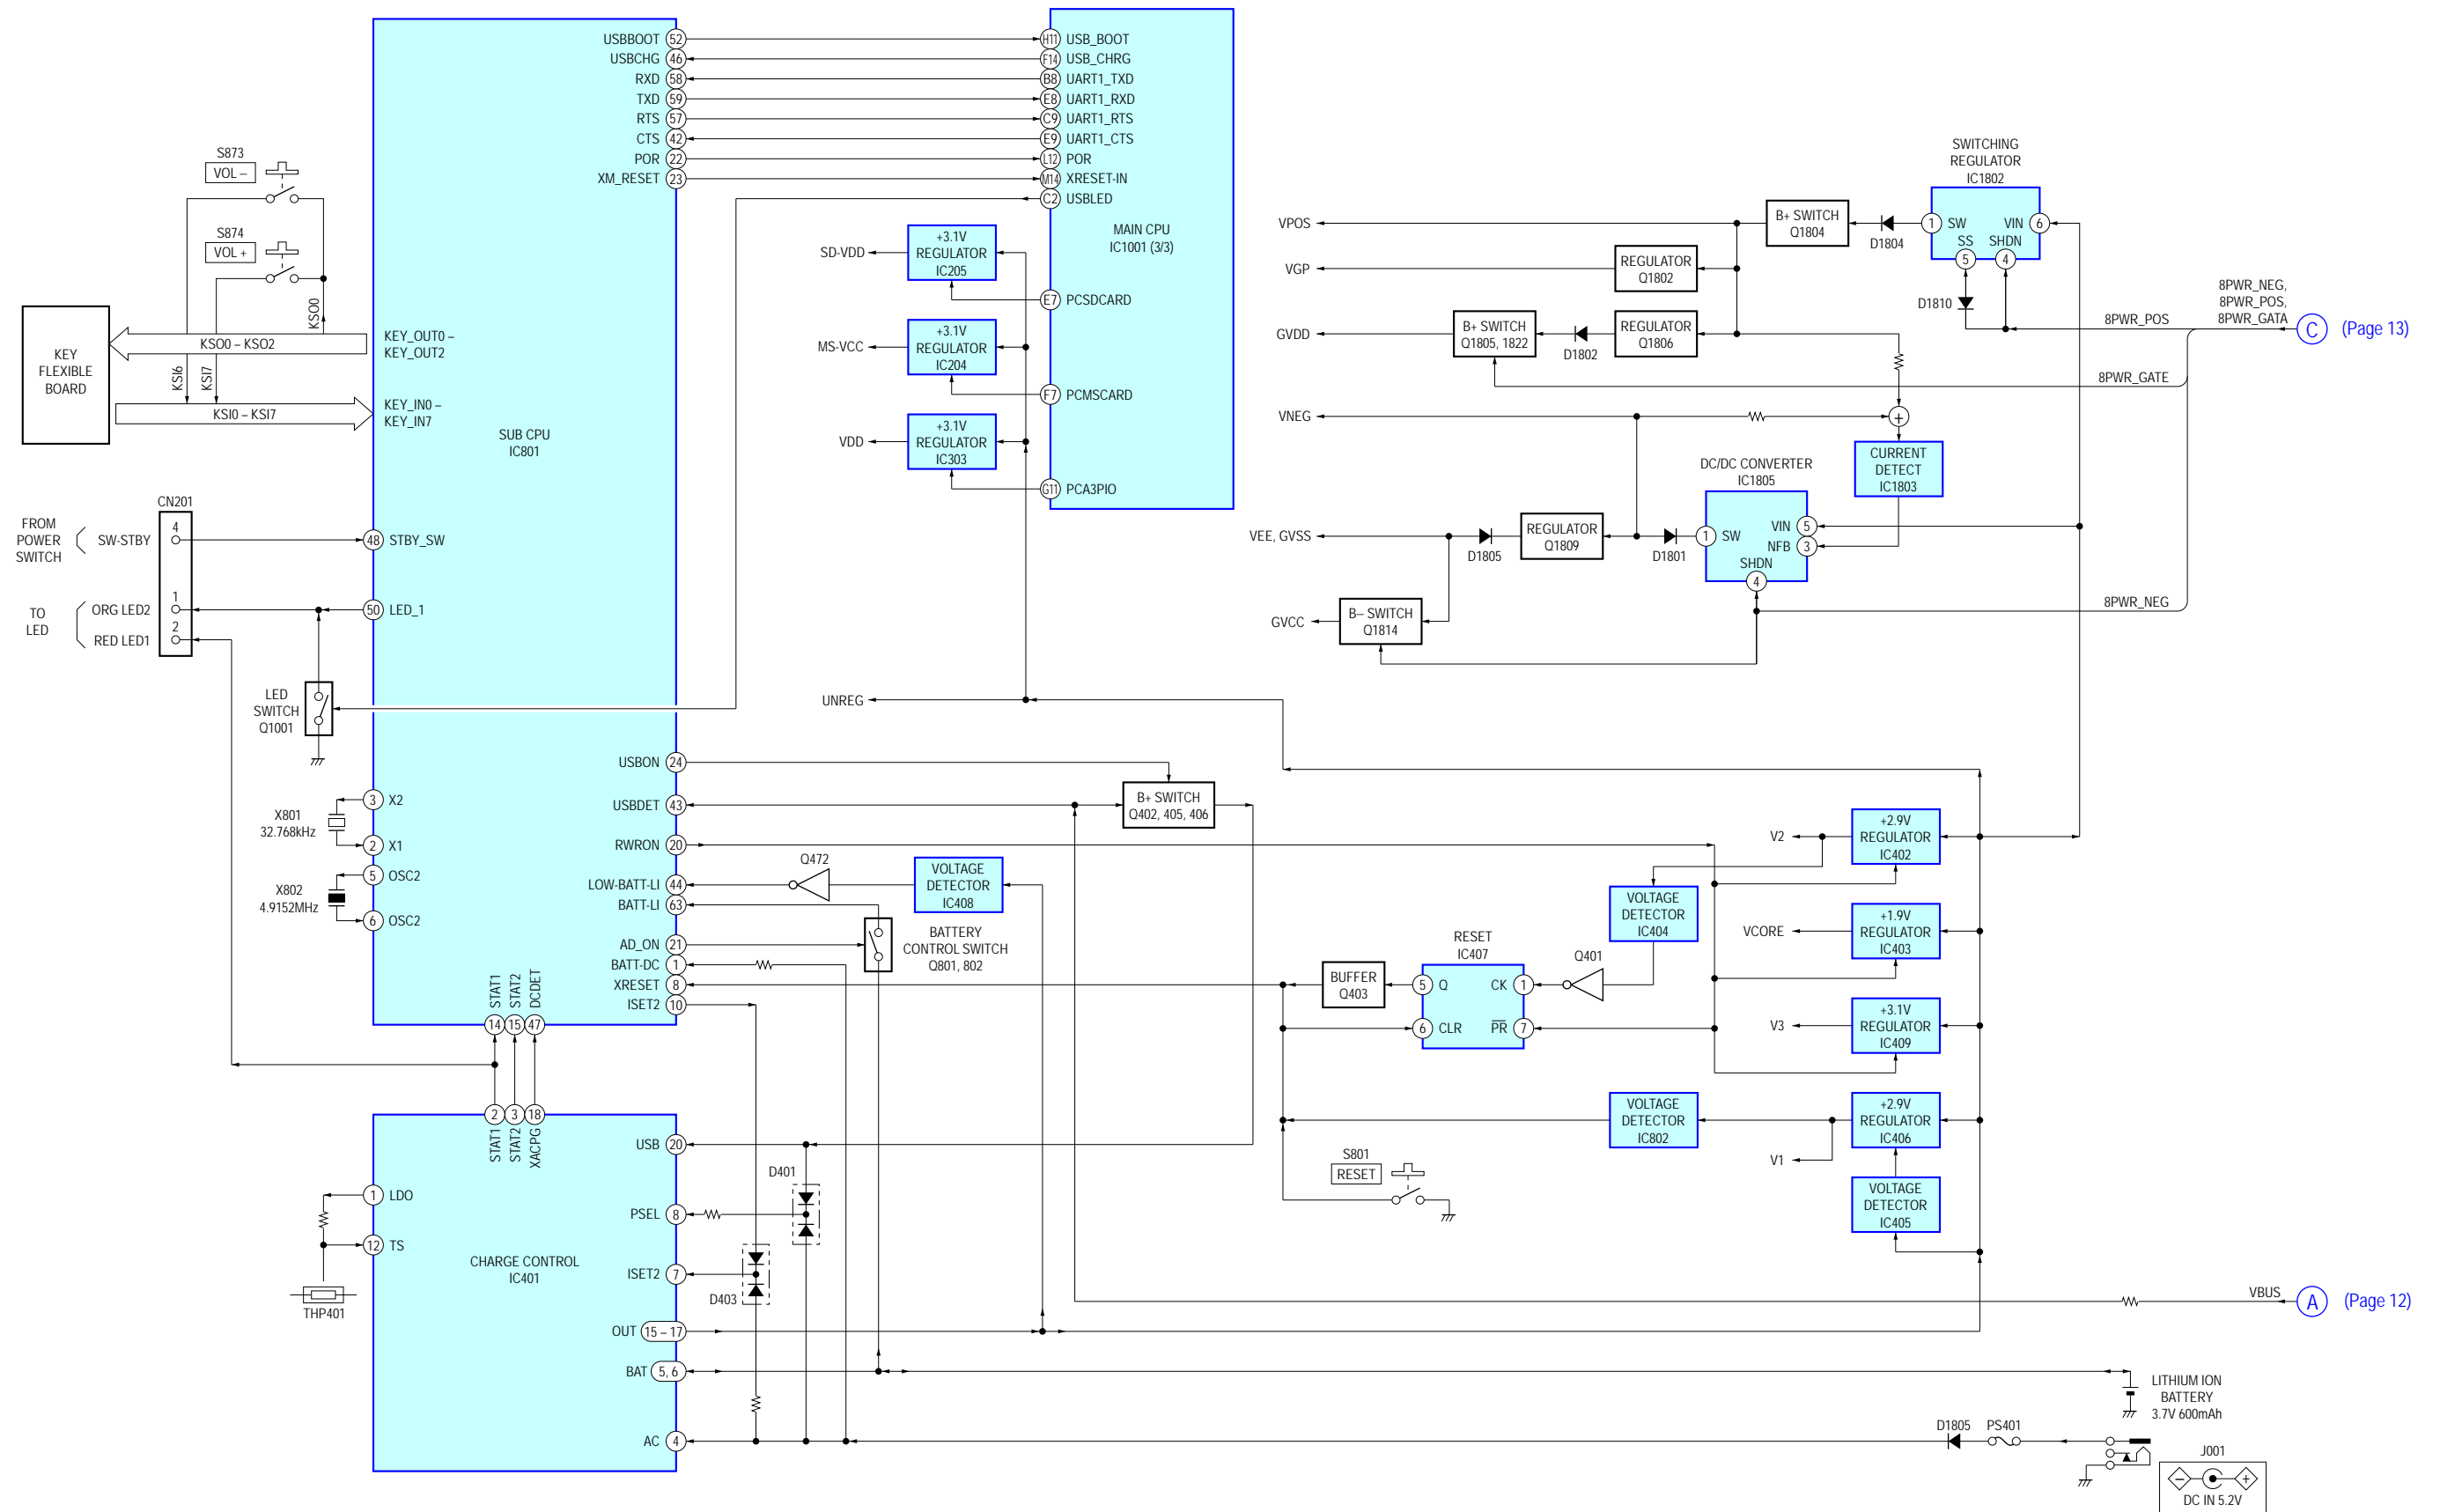 USBBOOT 52
USBCHG 46
RXD 58
TXD 59
RTS 57
CTS 42
POR 22
XM_RESET 23
H11 USB_BOOT
F14 USB_CHRG
B8 UART1_TXD
E8 UART1_RXD
C9 UART1_RTS
E9 UART1_CTS
L12 POR
M14 XRESET-IN
C2 USBLED
MAIN CPU
IC1001 (3/3)
E7 PCSDCARD
F7 PCMSCARD
G11 PCA3PIO
S873
VOL –
S874
VOL +
KSO0
KEY
FLEXIBLE
BOARD
KSO0 – KSO2
KSI6
KSI7
KSI0 – KSI7
KEY_OUT0 –
KEY_OUT2
KEY_IN0 –
KEY_IN7
SUB CPU
IC801
SD-VDD
+3.1V
REGULATOR
IC205
MS-VCC
+3.1V
REGULATOR
IC204
VDD
+3.1V
REGULATOR
IC303
SWITCHING
REGULATOR
IC1802
1 SW
VIN 6
SS
5
SHDN
4
D1804
D1810
B+ SWITCH
Q1804
VPOS
VGP
REGULATOR
Q1802
GVDD
B+ SWITCH
Q1805, 1822
D1802
REGULATOR
Q1806
8PWR_POS
8PWR_NEG,
8PWR_POS,
8PWR_GATA
C (Page 13)
8PWR_GATE
VNEG
+
CURRENT
DETECT
IC1803
DC/DC CONVERTER
IC1805
1 SW
VIN 5
NFB 3
SHDN
4
VEE, GVSS
D1805
REGULATOR
Q1809
D1801
8PWR_NEG
GVCC
B– SWITCH
Q1814
CN201
FROM
POWER
SWITCH
SW-STBY
4
48 STBY_SW
TO
LED
ORG LED2
1
50 LED_1
RED LED1
2
LED
SWITCH
Q1001
UNREG
X801
32.768kHz
3 X2
2 X1
X802
4.9152MHz
5 OSC2
6 OSC2
USBON 24
USBDET 43
RWRON 20
LOW-BATT-LI 44
BATT-LI 63
AD_ON 21
BATT-DC 1
XRESET 8
ISET2 10
STAT1
STAT2
DCDET
14
15
47
B+ SWITCH
Q402, 405, 406
Q472
VOLTAGE
DETECTOR
IC408
BATTERY
CONTROL SWITCH
Q801, 802
V2
+2.9V
REGULATOR
IC402
VOLTAGE
DETECTOR
IC404
VCORE
+1.9V
REGULATOR
IC403
RESET
IC407
BUFFER
Q403
5 Q
CK 1
6 CLR
PR 7
Q401
V3
+3.1V
REGULATOR
IC409
VOLTAGE
DETECTOR
IC802
+2.9V
REGULATOR
IC406
V1
VOLTAGE
DETECTOR
IC405
S801
RESET
2
3
18
STAT1
STAT2
XACPG
1 LDO
12 TS
THP401
CHARGE CONTROL
IC401
USB 20
PSEL 8
ISET2 7
OUT 15 – 17
BAT 5, 6
AC 4
D401
D403
VBUS
A (Page 12)
LITHIUM ION
BATTERY
3.7V 600mAh
D1805
PS401
J001
– +
DC IN 5.2V